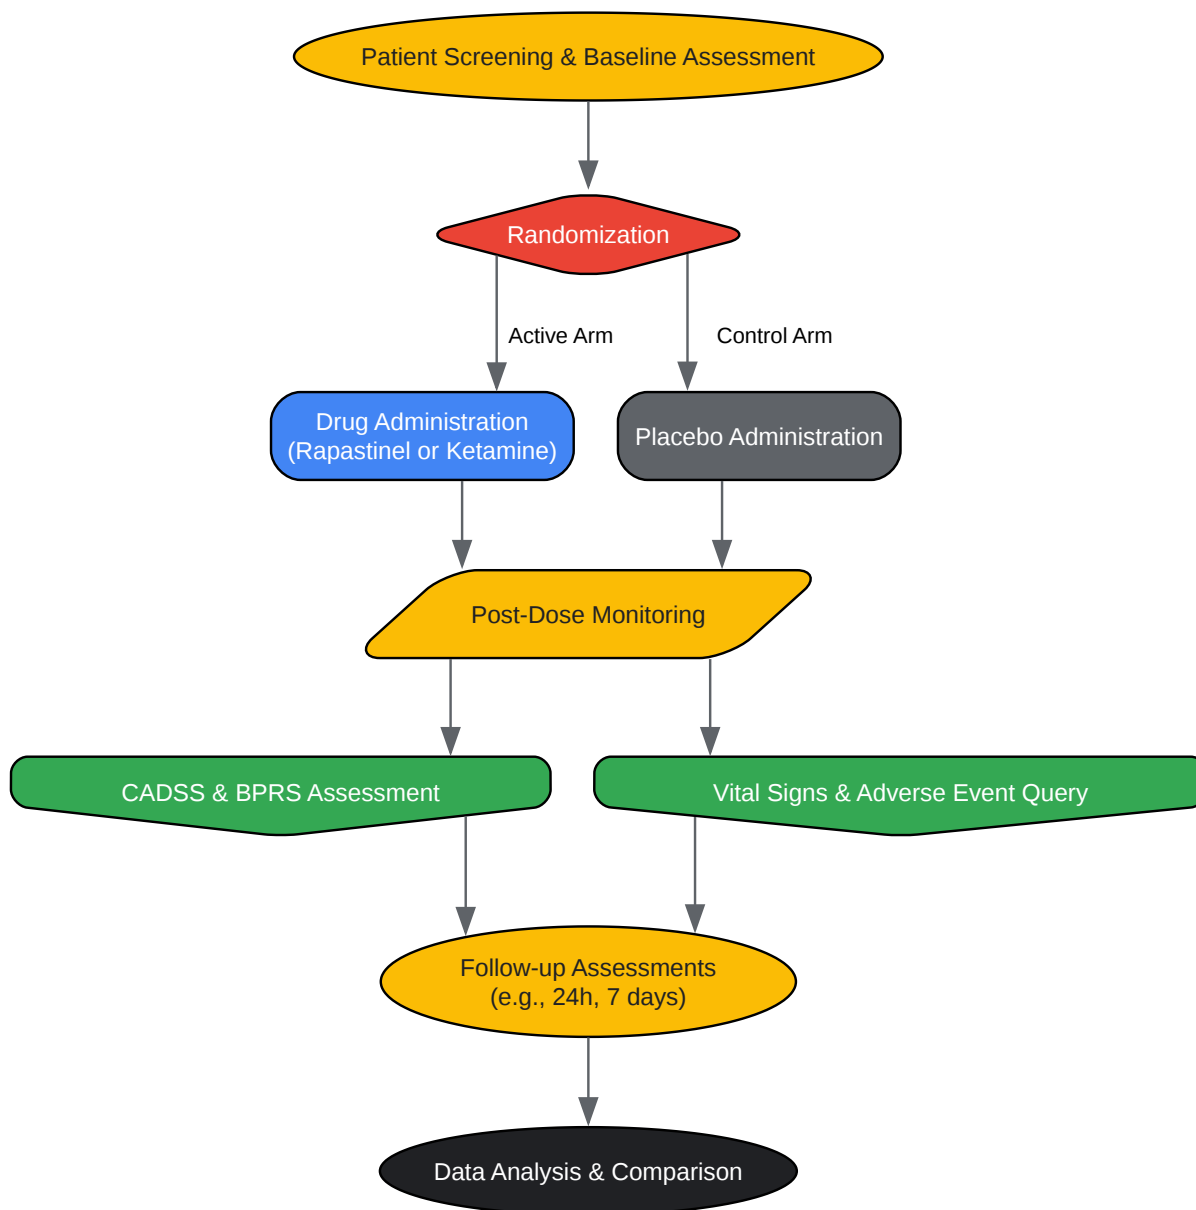 Patient Screening & Baseline Assessment
Randomization
Active Arm
Control Arm
Drug Administration
(Rapastinel or Ketamine)
Placebo Administration
Post-Dose Monitoring
CADSS & BPRS Assessment
Vital Signs & Adverse Event Query
Follow-up Assessments
(e.g., 24h, 7 days)
Data Analysis & Comparison